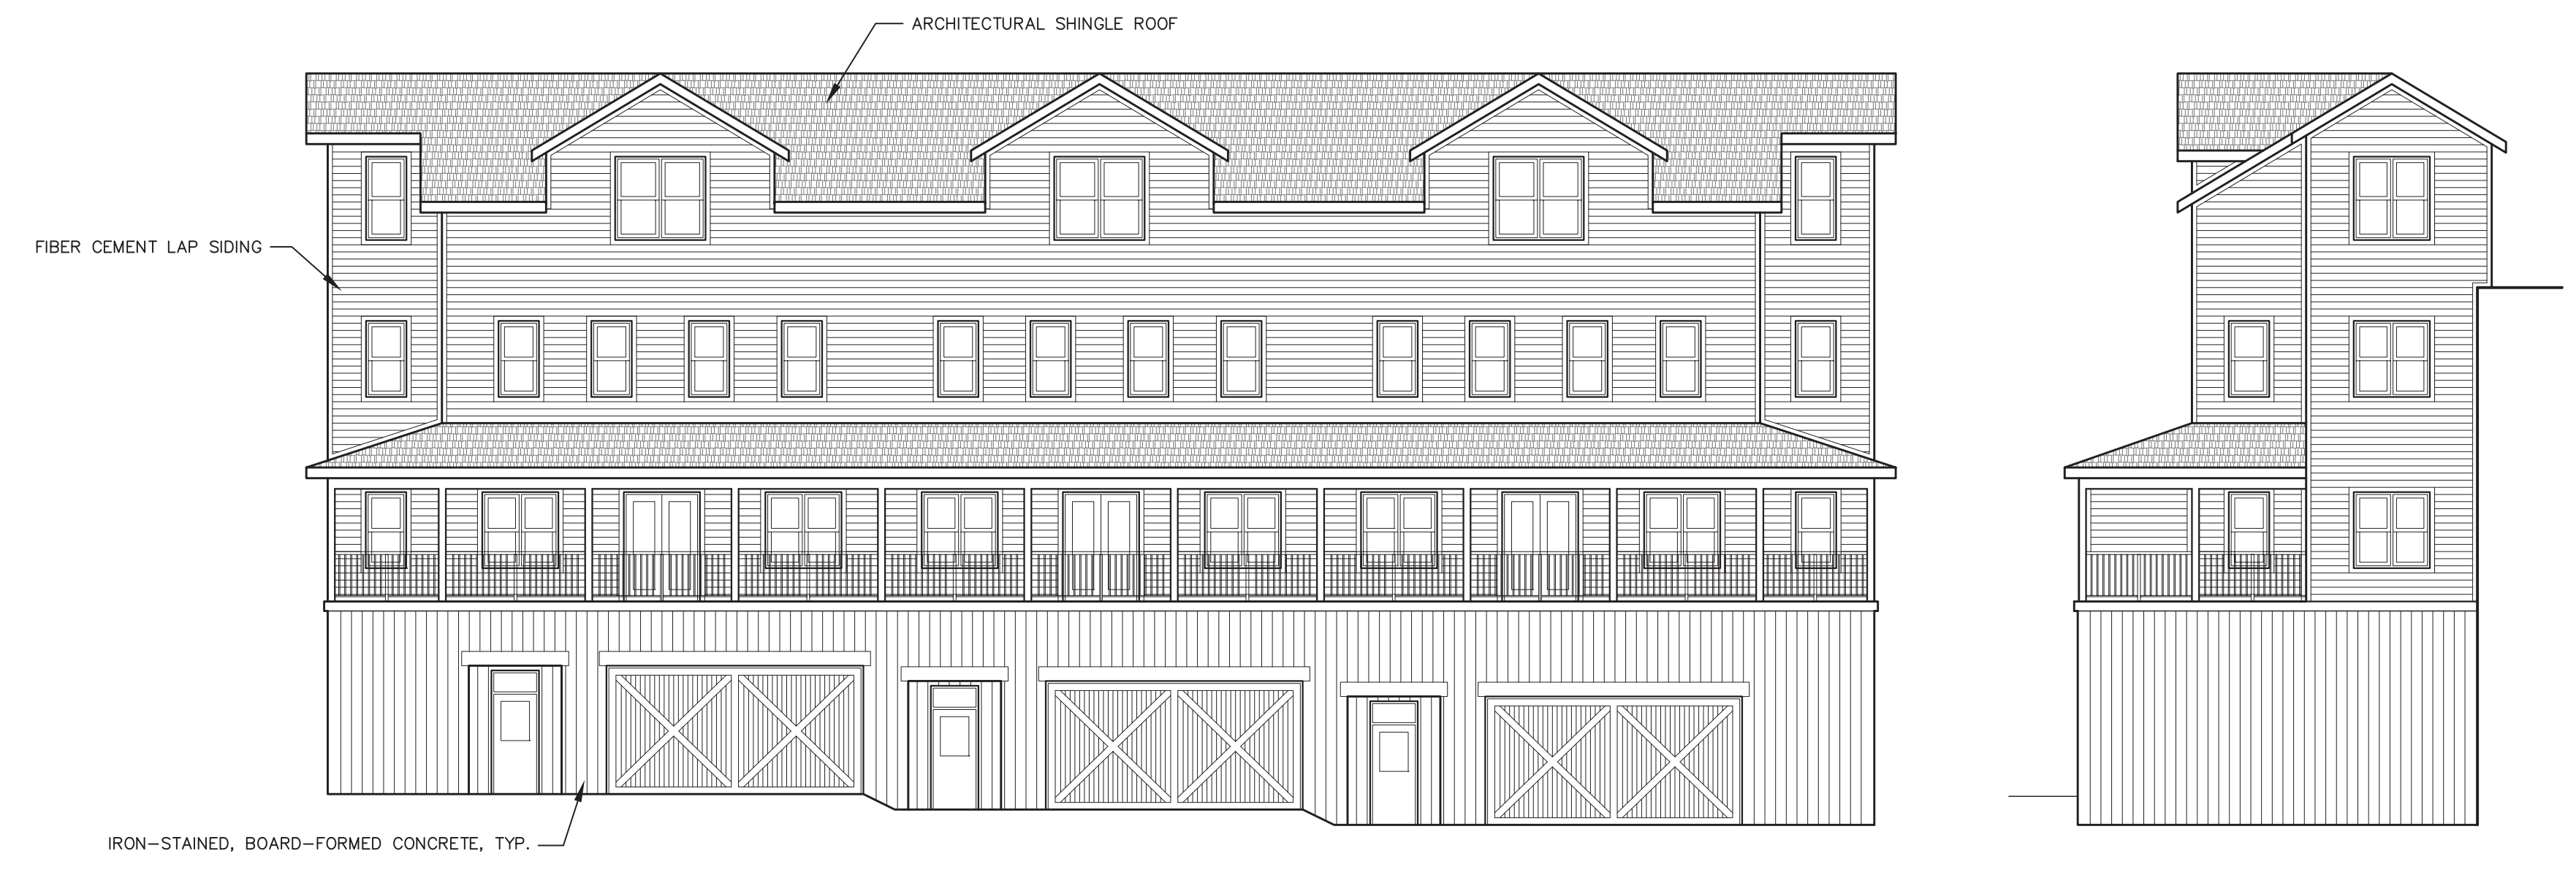 ARCHITECTURAL SHINGLE ROOF
FIBER CEMENT LAP SIDING
IRON-STAINED, BOARD-FORMED CONCRETE, TYP.